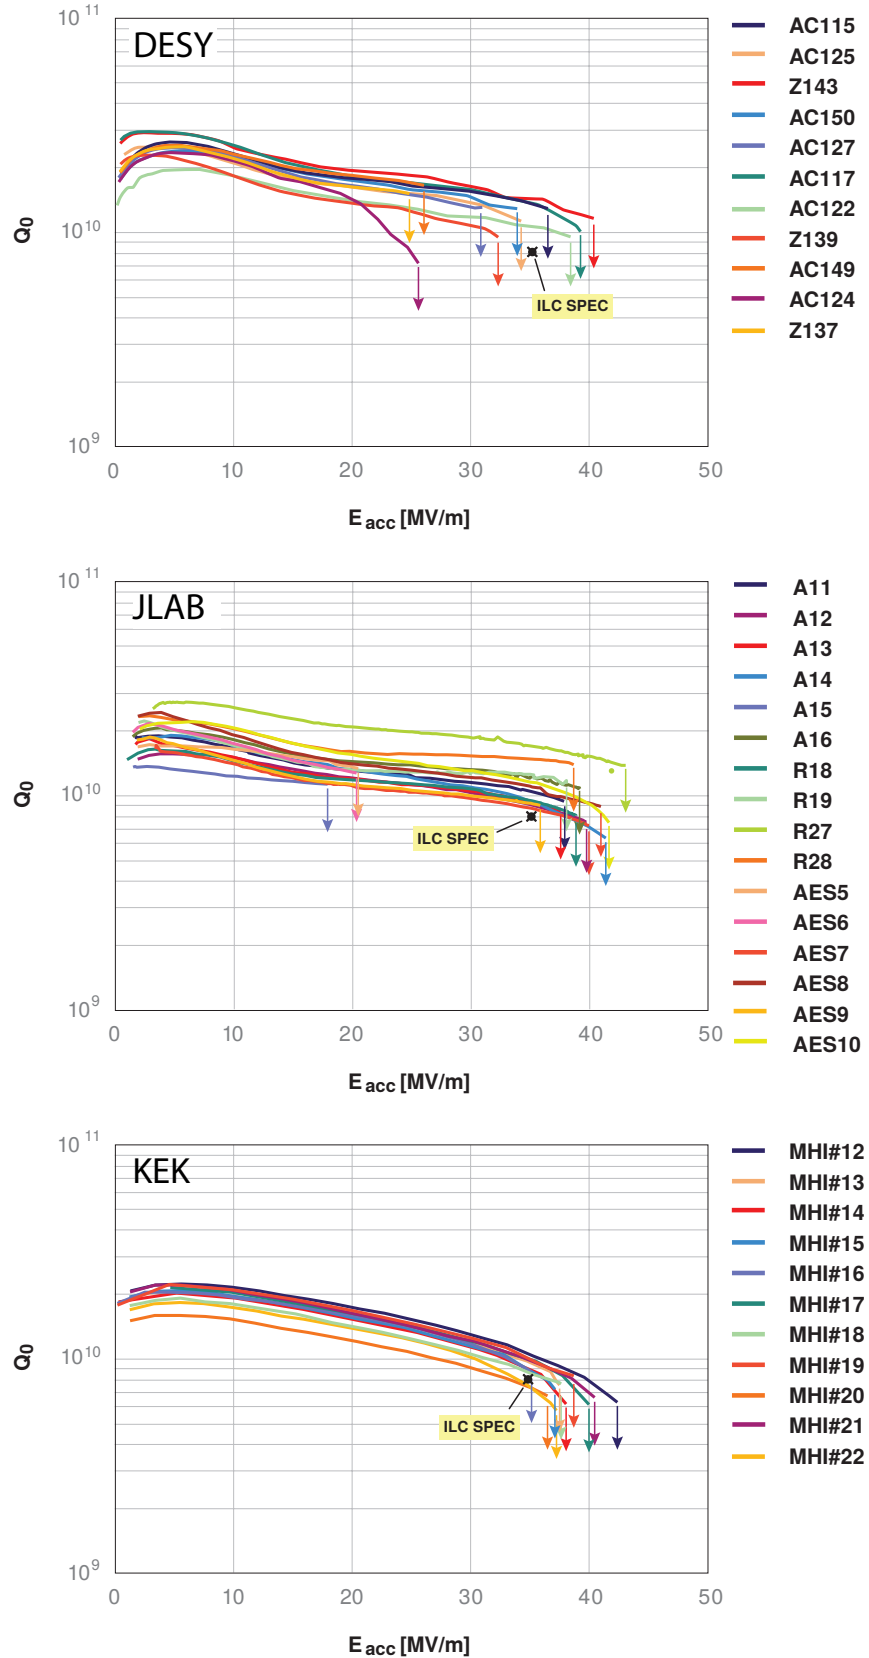 10 11
DESY
Q0
10 10
ILC SPEC
10 9
0 10 20 30 40 50
E acc [MV/m]
AC115
AC125
Z143
AC150
AC127
AC117
AC122
Z139
AC149
AC124
Z137
10 11
JLAB
Q0
10 10
ILC SPEC
10 9
0 10 20 30 40 50
E acc [MV/m]
A11
A12
A13
A14
A15
A16
R18
R19
R27
R28
AES5
AES6
AES7
AES8
AES9
AES10
10 11
KEK
Q0
10 10
ILC SPEC
10 9
0 10 20 30 40 50
E acc [MV/m]
MHI#12
MHI#13
MHI#14
MHI#15
MHI#16
MHI#17
MHI#18
MHI#19
MHI#20
MHI#21
MHI#22